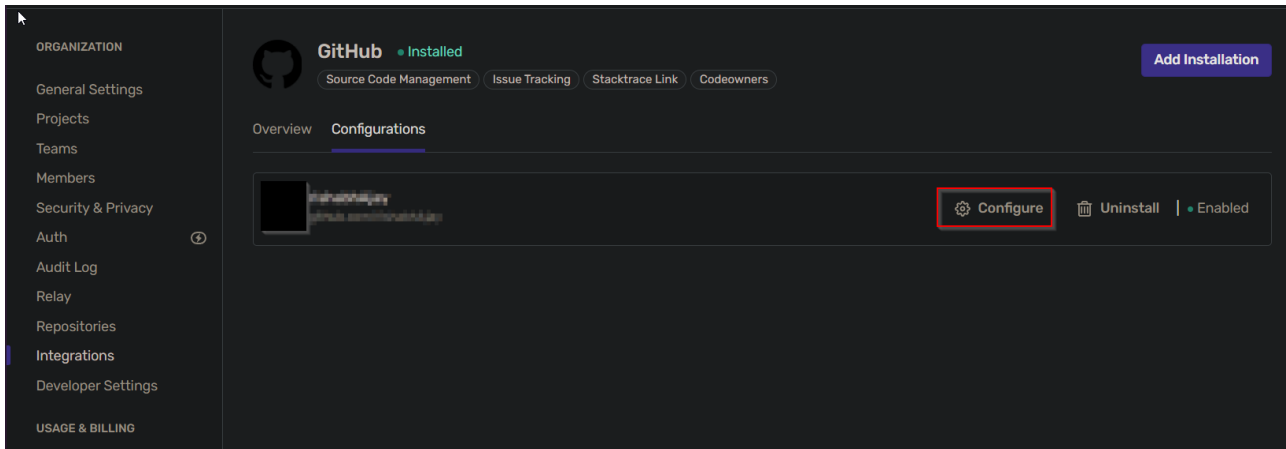 ORGANIZATION
General Settings
Projects
Teams
Members
Security & Privacy
Auth
Audit Log
Relay
Repositories
Integrations
Developer Settings
USAGE & BILLING
GitHub Installed
Source Code Management Issue Tracking Stacktrace Link Codeowners
Add Installation
Overview Configurations
Configure Uninstall Enabled